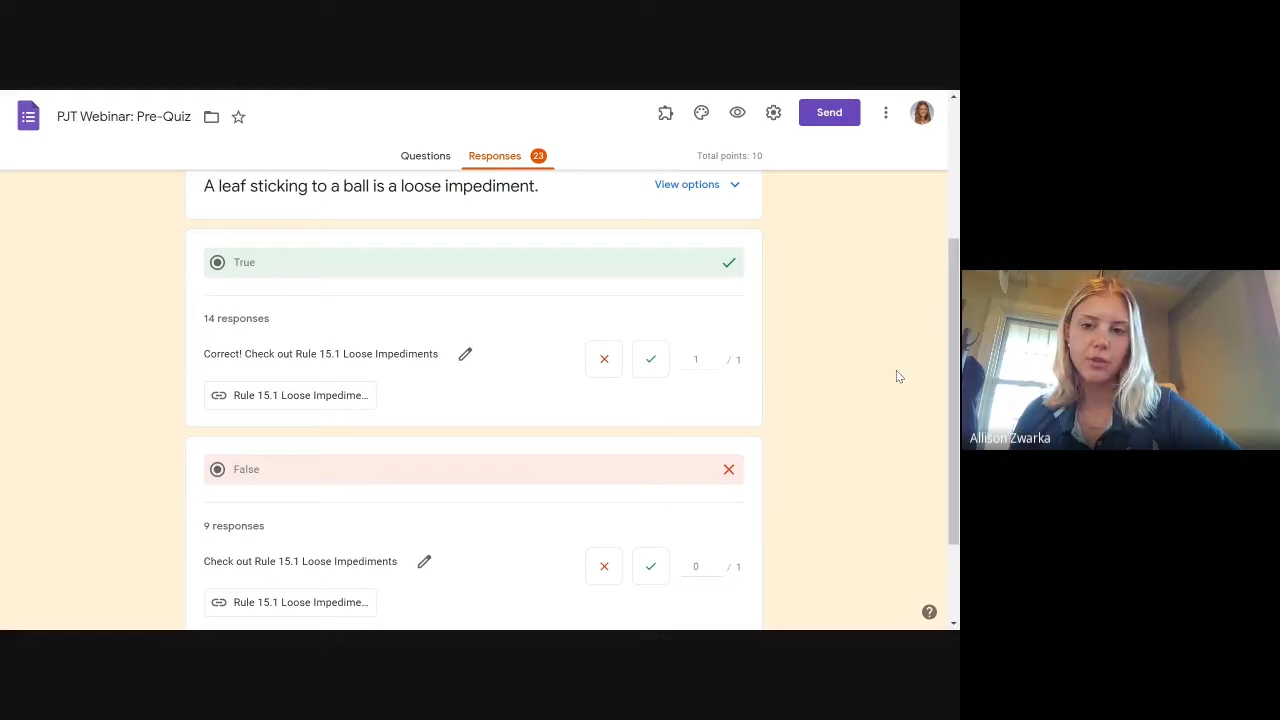 PJT Webinar: Pre-Quiz
Send
Questions
Responses 23
Total points: 10
A leaf sticking to a ball is a loose impediment.
View options
True
14 responses
Correct! Check out Rule 15.1 Loose Impediments
1 / 1
Rule 15.1 Loose Impedime...
False
9 responses
Check out Rule 15.1 Loose Impediments
0 / 1
Rule 15.1 Loose Impedime...
Allison Zwarka